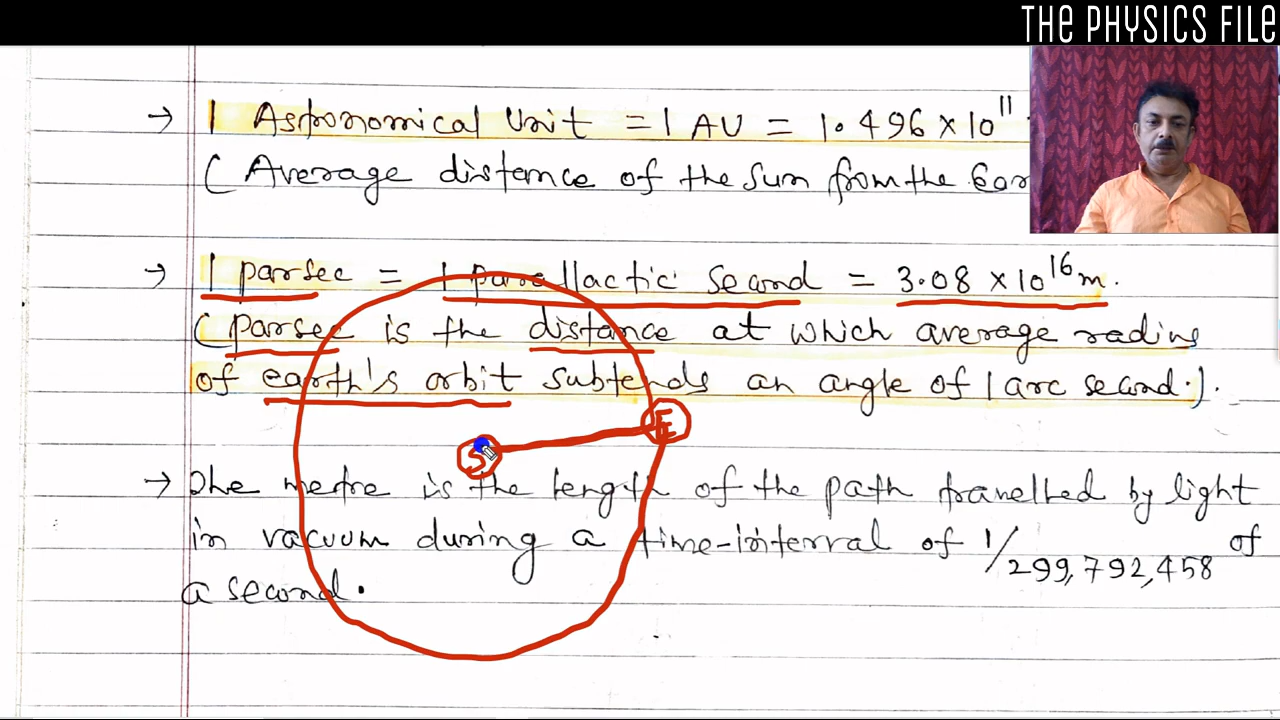 THE PHYSICS FILE
→ 1 Astronomical Unit = 1 AU = 1.496 × 10¹¹
( Average distance of the Sun from the Ear
→ 1 parsec = 1 parallactic second = 3.08 × 10¹⁶ m.
( parsec is the distance at which average radius
of earth's orbit subtends an angle of 1 arc second.).
S E
→ The metre is the length of the path travelled by light
in vacuum during a time-interval of 1/299,792,458 of
a second.